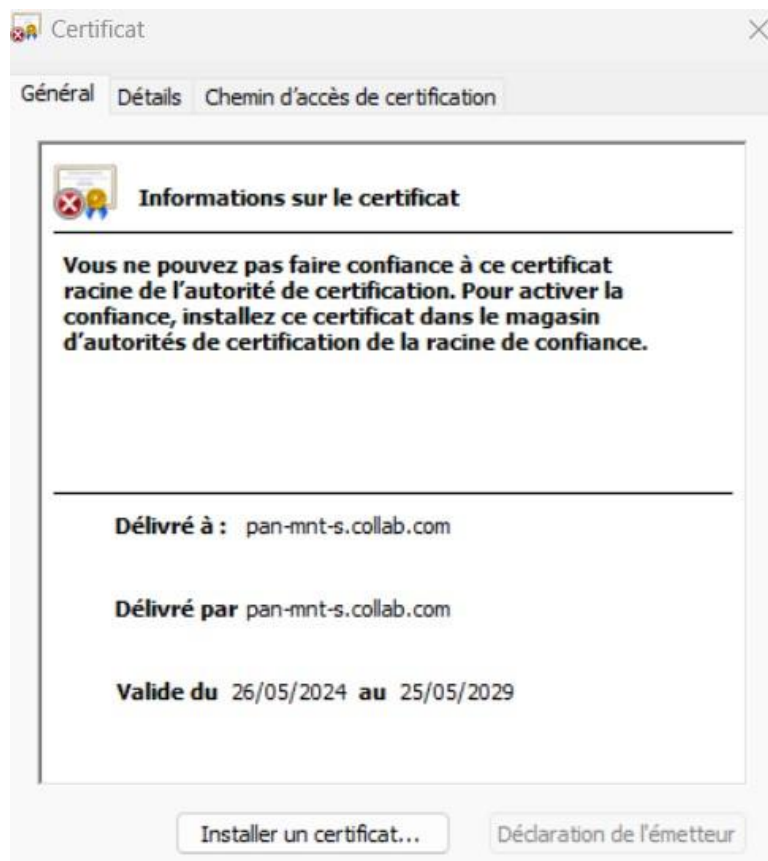 Certificat
Général Détails Chemin d'accès de certification
Informations sur le certificat
Vous ne pouvez pas faire confiance à ce certificat
racine de l'autorité de certification. Pour activer la
confiance, installez ce certificat dans le magasin
d'autorités de certification de la racine de confiance.
Délivré à : pan-mnt-s.collab.com
Délivré par pan-mnt-s.collab.com
Valide du 26/05/2024 au 25/05/2029
Installer un certificat... Déclaration de l'émetteur